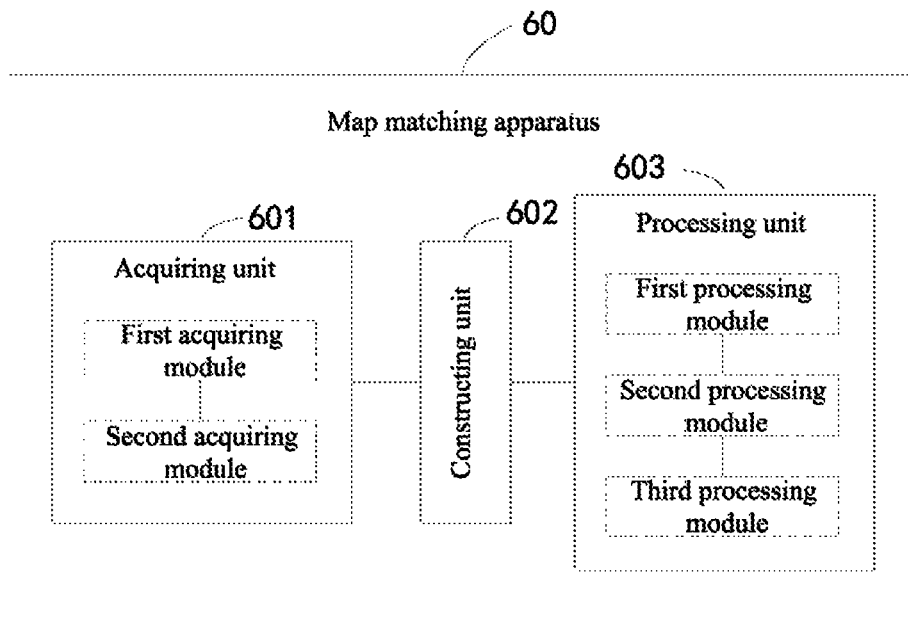 60
Map matching apparatus
601
Acquiring unit
First acquiring
module
Second acquiring
module
602
Constructing unit
603
Processing unit
First processing
module
Second processing
module
Third processing
module